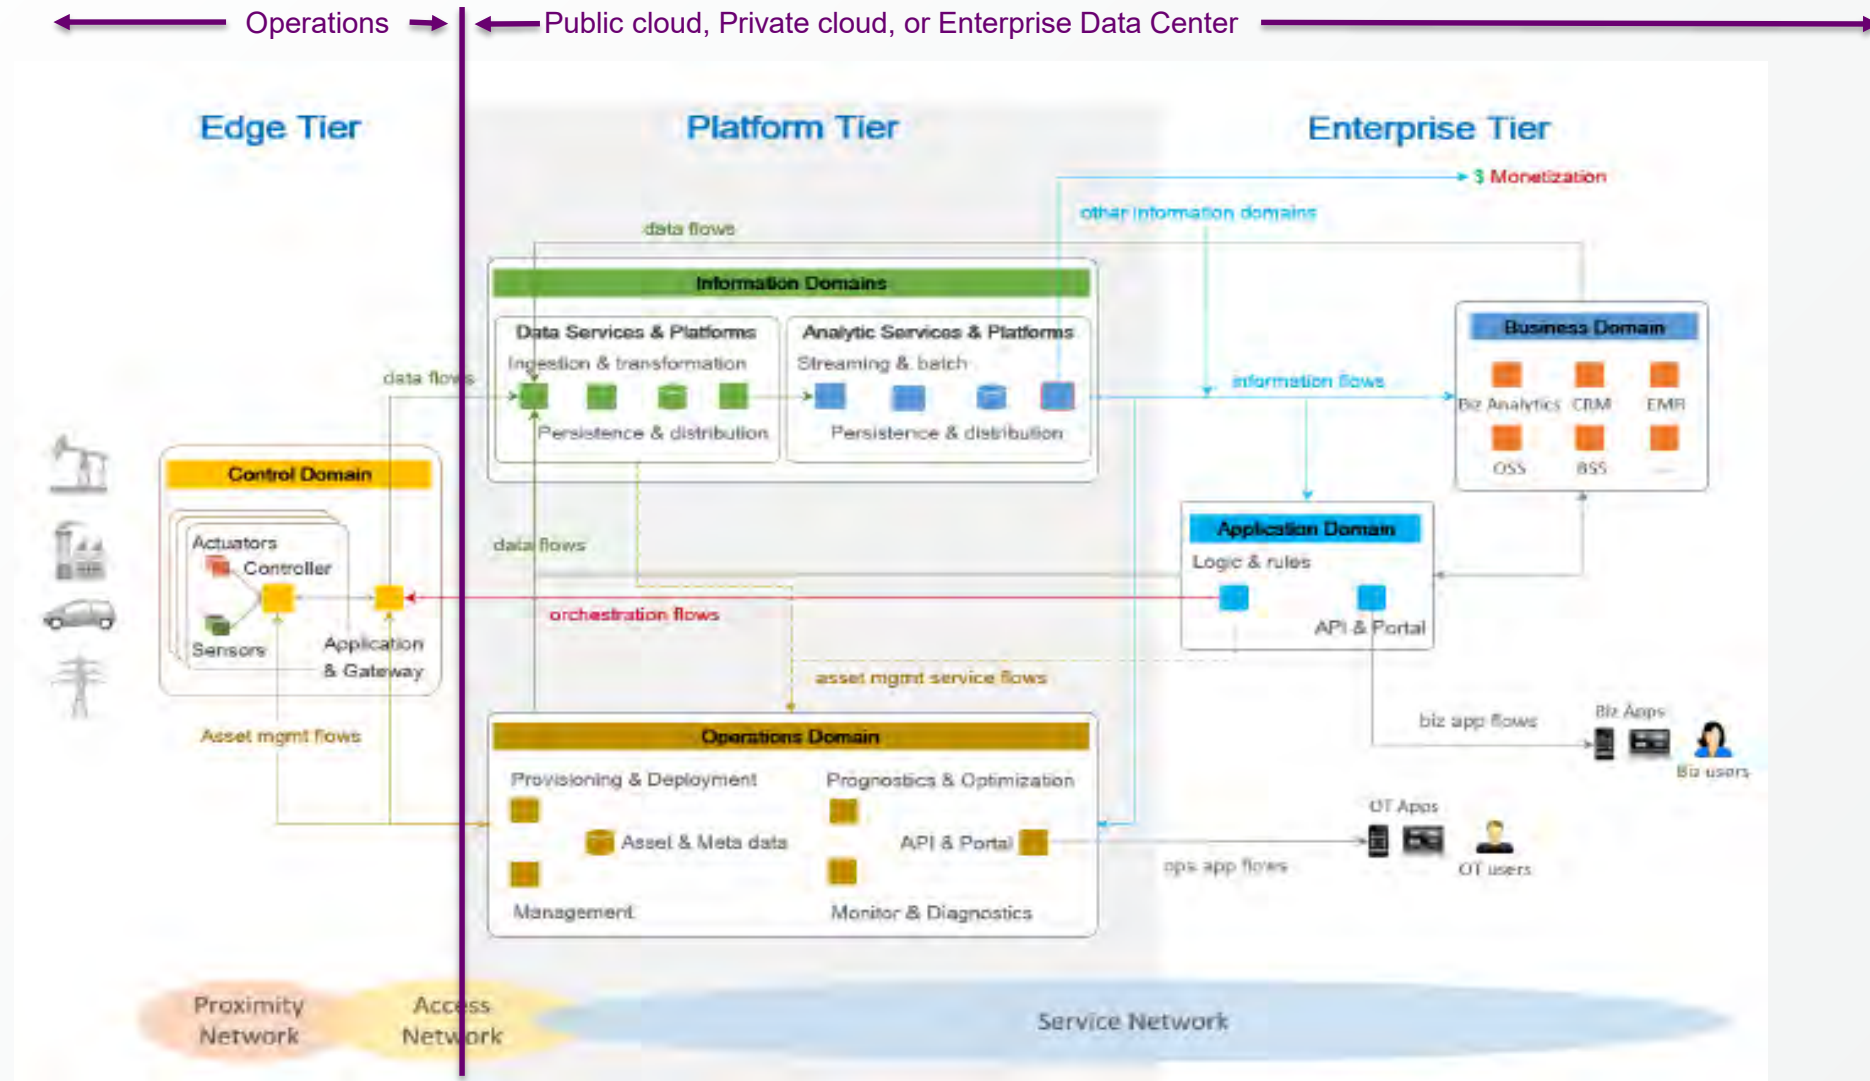 Operations
Public cloud, Private cloud, or Enterprise Data Center
Edge Tier
Platform Tier
Enterprise Tier
$ Monetization
other information domains
data flows
Information Domains
Data Services & Platforms
Ingestion & transformation
Persistence & distribution
Analytic Services & Platforms
Streaming & batch
Persistence & distribution
data flows
information flows
Business Domain
Biz Analytics
CRM
EMR
OSS
BSS
...
Control Domain
Actuators
Controller
Sensors
Application
& Gateway
data flows
orchestration flows
Application Domain
Logic & rules
API & Portal
asset mgmt service flows
Asset mgmt flows
Operations Domain
Provisioning & Deployment
Prognostics & Optimization
Asset & Meta data
API & Portal
Management
Monitor & Diagnostics
biz app flows
Biz Apps
Biz users
OT Apps
ops app flows
OT users
Proximity
Network
Access
Network
Service Network